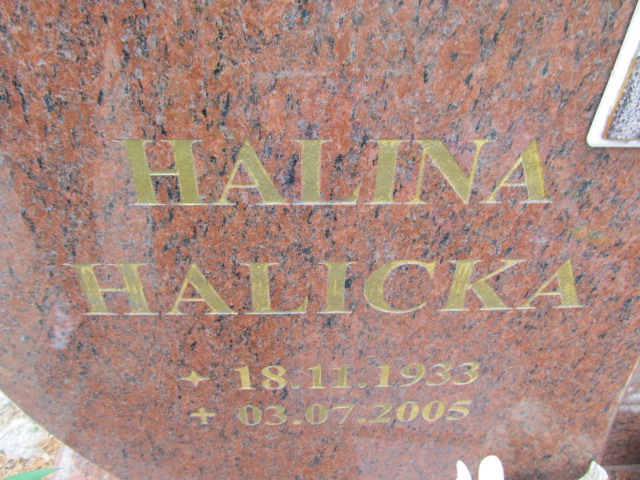 HALINA
HALICKA
✦ 18.11.1933
+ 03.07.2005